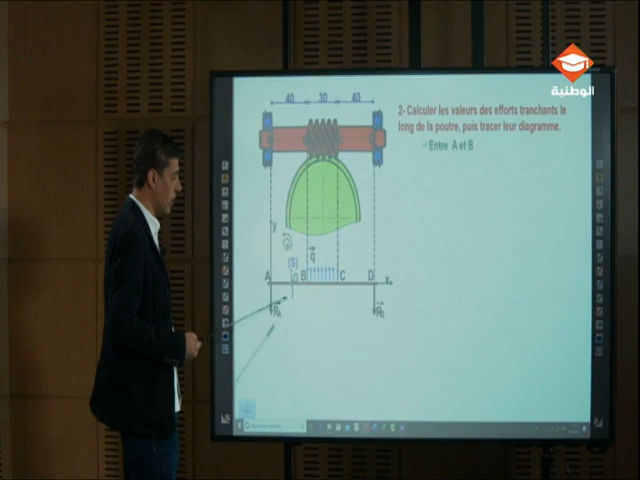 الوطنية
40 30 40
2- Calculer les valeurs des efforts tranchants le
long de la poutre, puis tracer leur diagramme.
Entre A et B
y
q
(S)
A G B C D x